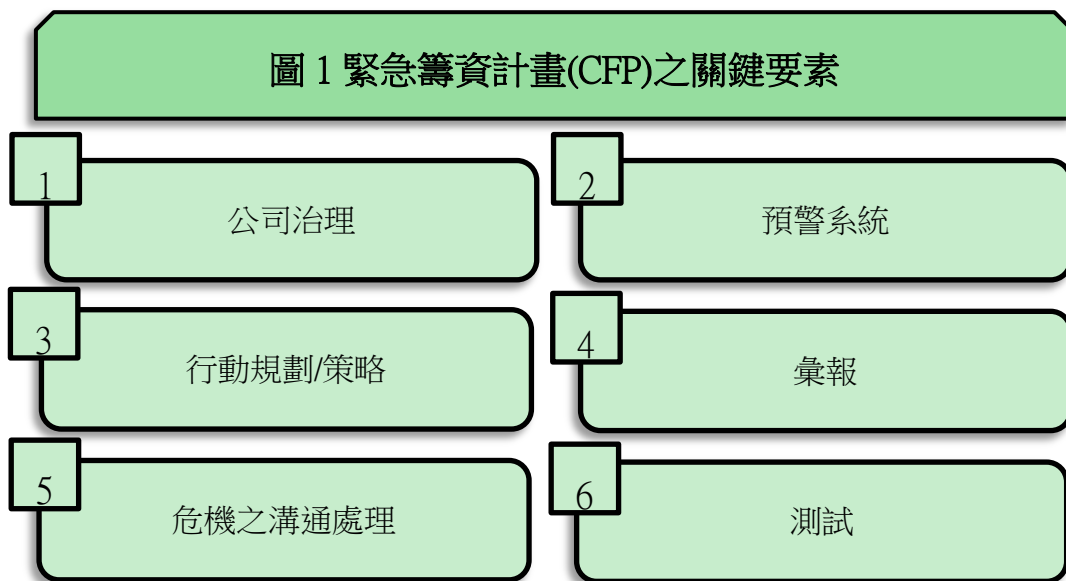 圖 1 緊急籌資計畫(CFP)之關鍵要素
1
公司治理
2
預警系統
3
行動規劃/策略
4
彙報
5
危機之溝通處理
6
測試